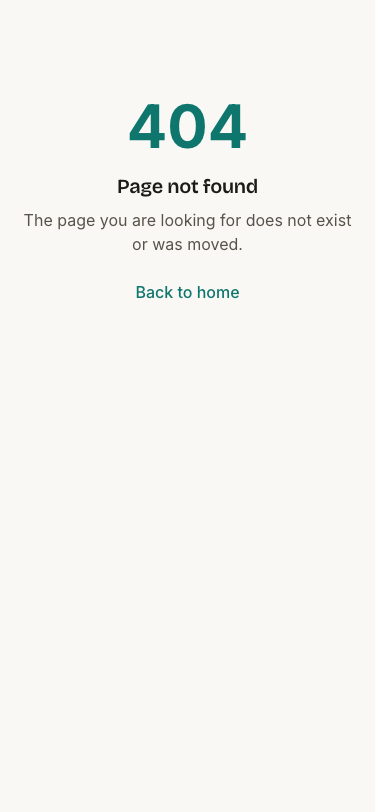 404
Page not found
The page you are looking for does not exist
or was moved.
Back to home